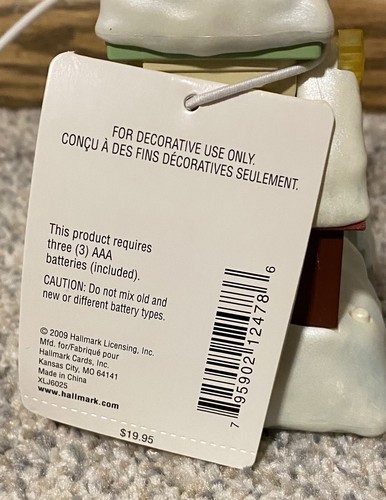 FOR DECORATIVE USE ONLY.
CONÇU À DES FINS DÉCORATIVES SEULEMENT.
This product requires
three (3) AAA
batteries (included).
CAUTION: Do not mix old and
new or different battery types.
© 2009 Hallmark Licensing, Inc.
Mfd. for/Fabriqué pour
Hallmark Cards, Inc.
Kansas City, MO 64141
Made in China
XLJ6025
www.hallmark.com
7 95902 12478 6
$19.95